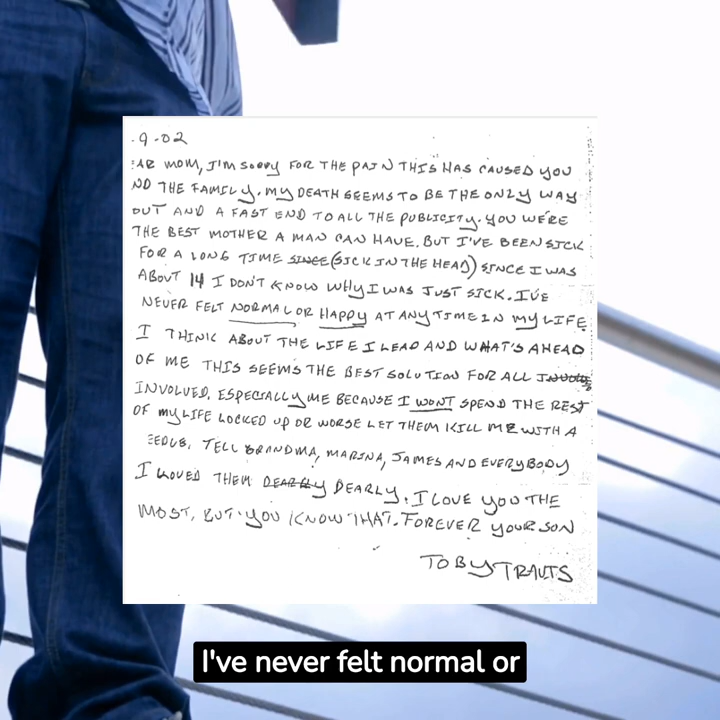 .9-02
EAR MOM, I'M SORRY FOR THE PAIN THIS HAS CAUSED YOU
ND THE FAMILY. MY DEATH SEEMS TO BE THE ONLY WAY
OUT AND A FAST END TO ALL THE PUBLICITY. YOU WERE
THE BEST MOTHER A MAN CAN HAVE. BUT I'VE BEEN SICK
FOR A LONG TIME SINCE (SICK IN THE HEAD) SINCE I WAS
ABOUT 14 I DON'T KNOW WHY I WAS JUST SICK. I'VE
NEVER FELT NORMAL OR HAPPY AT ANY TIME IN MY LIFE
I THINK ABOUT THE LIFE I LEAD AND WHAT'S AHEAD
OF ME THIS SEEMS THE BEST SOLUTION FOR ALL
INVOLVED. ESPECIALLY ME BECAUSE I WONT SPEND THE REST
OF MY LIFE LOCKED UP OR WORSE LET THEM KILL ME WITH A
EEDLE. TELL GRANDMA, MARINA, JAMES AND EVERYBODY
I LOVED THEM DEARLY DEARLY. I LOVE YOU THE
MOST, BUT YOU KNOW THAT. FOREVER YOUR SON
TOBY TRAVIS
I've never felt normal or